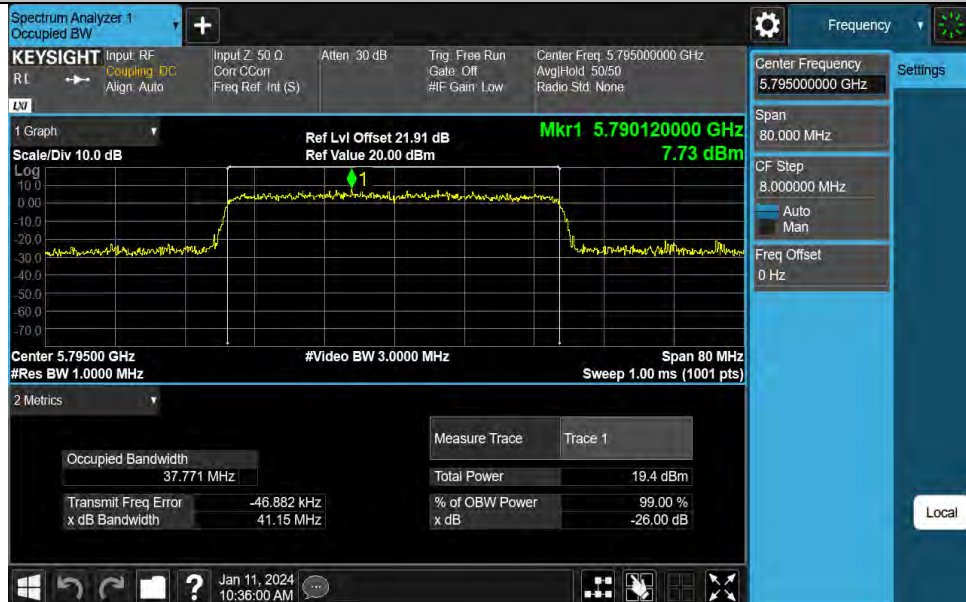 Spectrum Analyzer 1
Occupied BW
+
Frequency
KEYSIGHT
RL
LXI
Input: RF
Coupling: DC
Align: Auto
Input Z: 50 Ω
Corr CCorr
Freq Ref: Int (S)
Atten: 30 dB
Trig: Free Run
Gate: Off
#IF Gain: Low
Center Freq: 5.795000000 GHz
Avg|Hold: 50/50
Radio Std: None
Center Frequency
5.795000000 GHz
Settings
Span
80.000 MHz
CF Step
8.000000 MHz
Auto
Man
Freq Offset
0 Hz
Local
1 Graph
Scale/Div 10.0 dB
Ref Lvl Offset 21.91 dB
Ref Value 20.00 dBm
Mkr1 5.790120000 GHz
7.73 dBm
Log
1
10.0
0.00
-10.0
-20.0
-30.0
-40.0
-50.0
-60.0
-70.0
Center 5.79500 GHz
#Res BW 1.0000 MHz
#Video BW 3.0000 MHz
Span 80 MHz
Sweep 1.00 ms (1001 pts)
2 Metrics
Measure Trace Trace 1
Occupied Bandwidth
37.771 MHz
Total Power 19.4 dBm
Transmit Freq Error -46.882 kHz
% of OBW Power 99.00 %
x dB Bandwidth 41.15 MHz
x dB -26.00 dB
?
Jan 11, 2024
10:36:00 AM